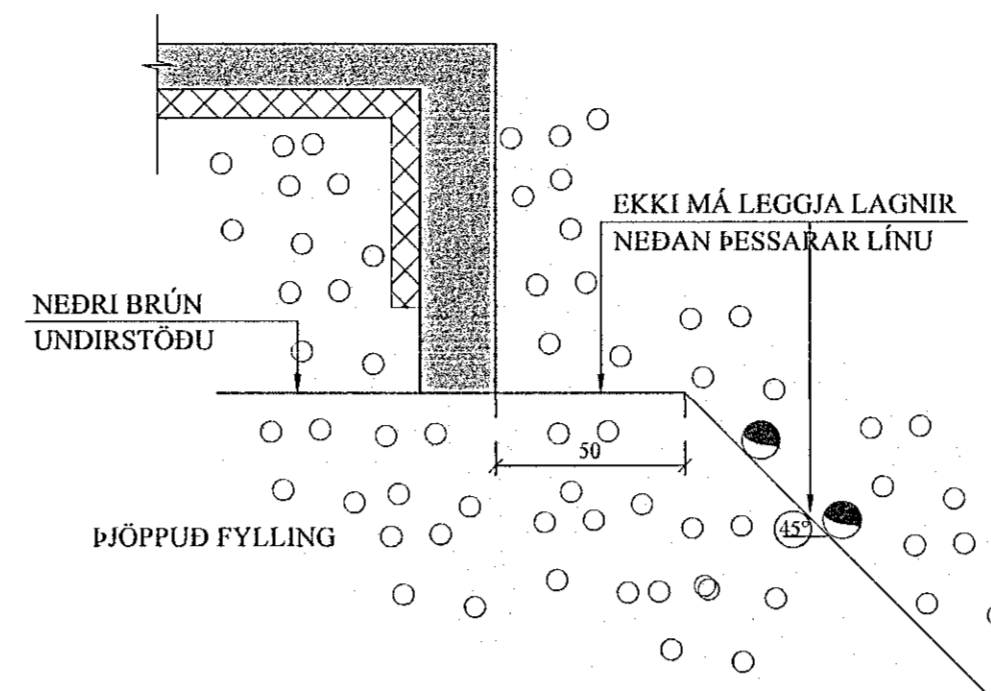 EKKI MÁ LEGGJA LAGNIR
NEÐAN ÞESSARAR LÍNU
NEÐRI BRÚN
UNDIRSTÖÐU
50
45°
ÞJÖPPUÐ FYLLING